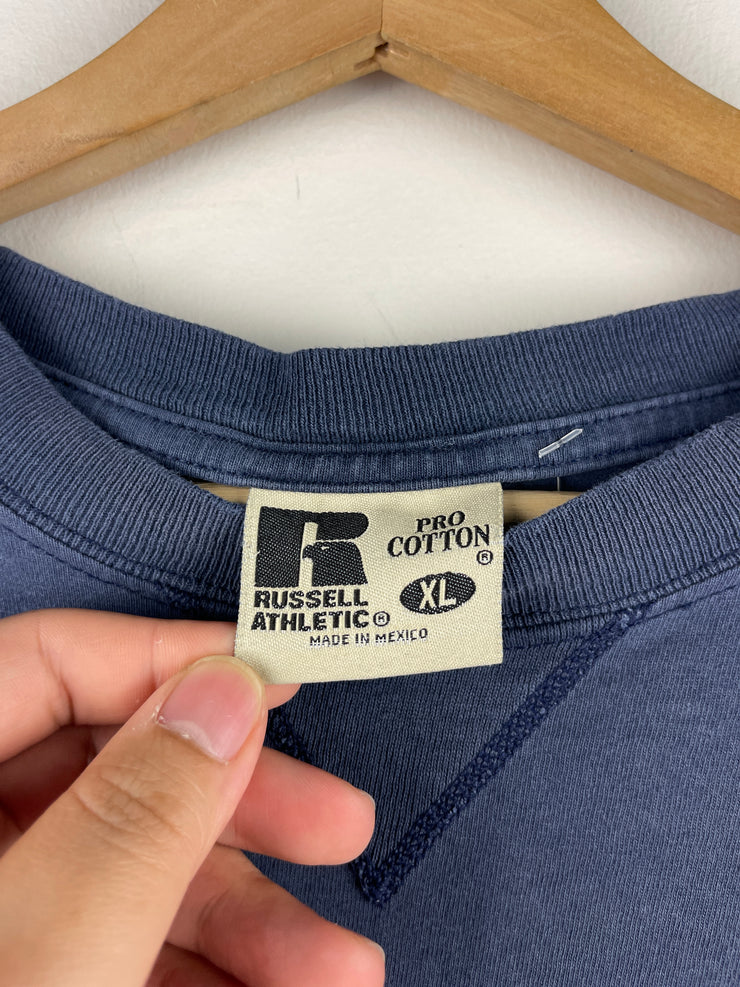 R
PRO
COTTON®
XL
RUSSELL
ATHLETIC®
MADE IN MEXICO